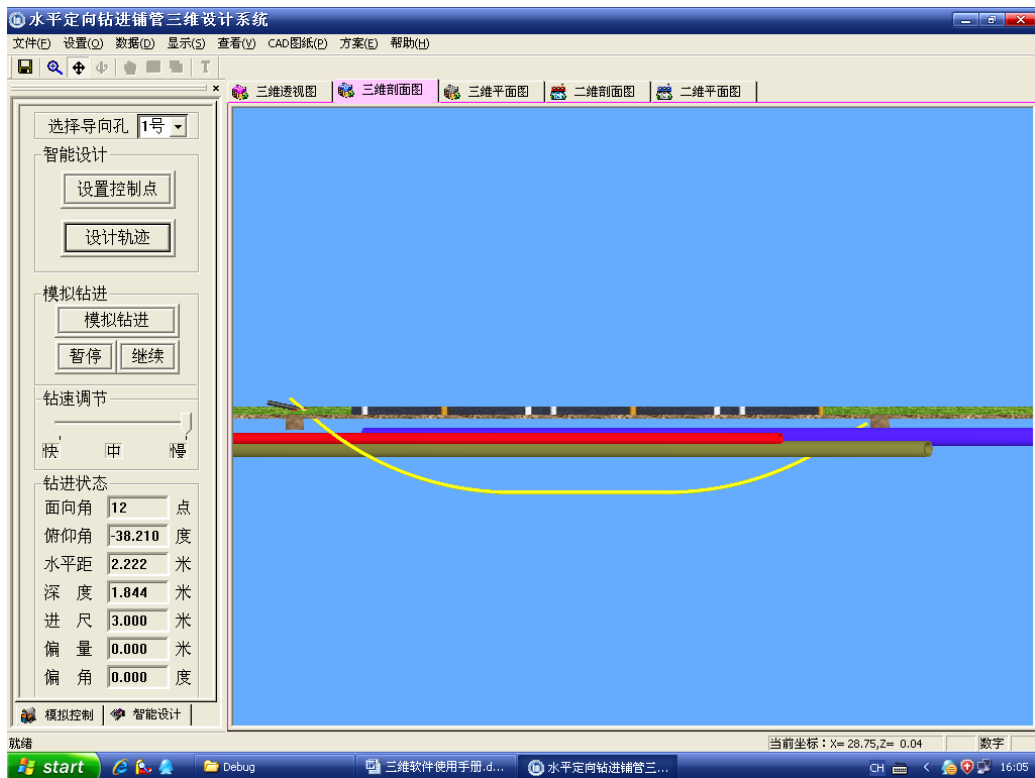 水平定向钻进铺管三维设计系统
文件(F) 设置(O) 数据(D) 显示(S) 查看(V) CAD图纸(P) 方案(E) 帮助(H)
三维透视图 三维剖面图 三维平面图 二维剖面图 二维平面图
选择导向孔 1号
智能设计
设置控制点
设计轨迹
模拟钻进
模拟钻进
暂停 继续
钻速调节
快 中 慢
钻进状态
面向角 12 点
俯仰角 -38.210 度
水平距 2.222 米
深 度 1.844 米
进 尺 3.000 米
偏 量 0.000 米
偏 角 0.000 度
模拟控制 智能设计
就绪 当前坐标：X= 28.75,Z= 0.04 数字
start Debug 三维软件使用手册.d... 水平定向钻进铺管三... CH 16:05